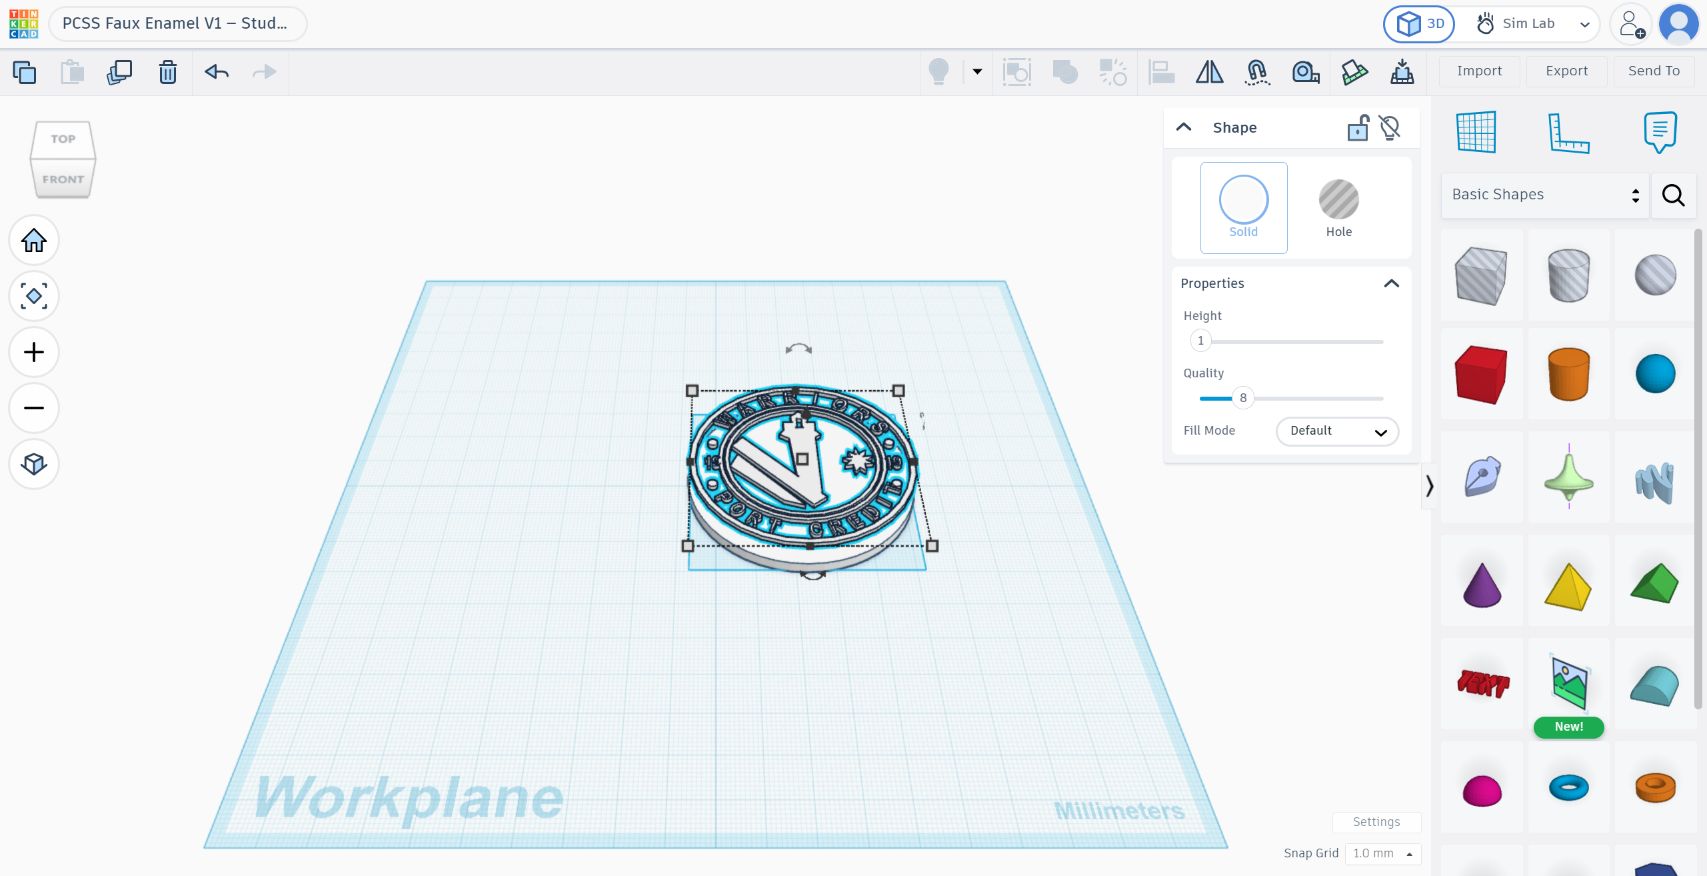 TIN
KER
CAD
PCSS Faux Enamel V1 – Stud...
3D
Sim Lab
Import
Export
Send To
TOP
FRONT
Shape
Solid
Hole
Properties
Height
1
Quality
8
Fill Mode
Default
Basic Shapes
WARRIORS
19
PORT CREDIT
TEXT
New!
Workplane
Millimeters
Settings
Snap Grid
1.0 mm